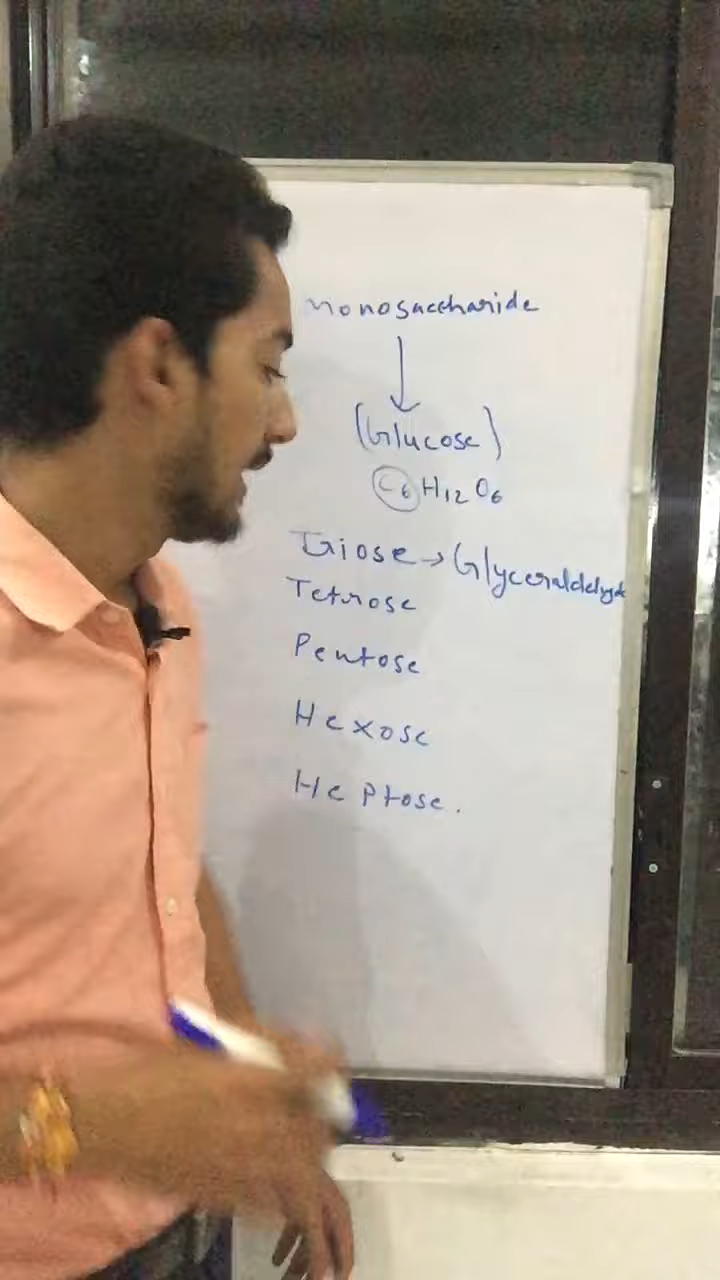 Monosaccharide
(Glucose)
C6H12O6
Triose → Glyceraldehyde
Tetrose
Pentose
Hexose
Heptose.